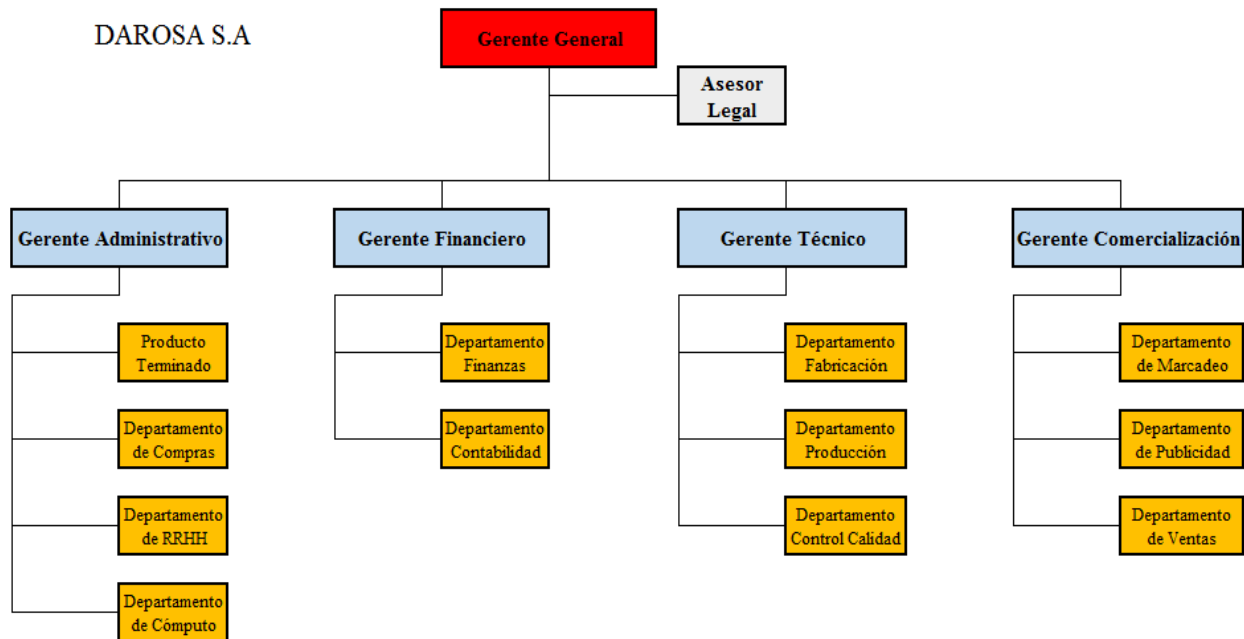 DAROSA S.A
Gerente General
Asesor
Legal
Gerente Administrativo
Gerente Financiero
Gerente Técnico
Gerente Comercialización
Producto
Terminado
Departamento
de Compras
Departamento
de RRHH
Departamento
de Cómputo
Departamento
Finanzas
Departamento
Contabilidad
Departamento
Fabricación
Departamento
Producción
Departamento
Control Calidad
Departamento
de Marcadeo
Departamento
de Publicidad
Departamento
de Ventas